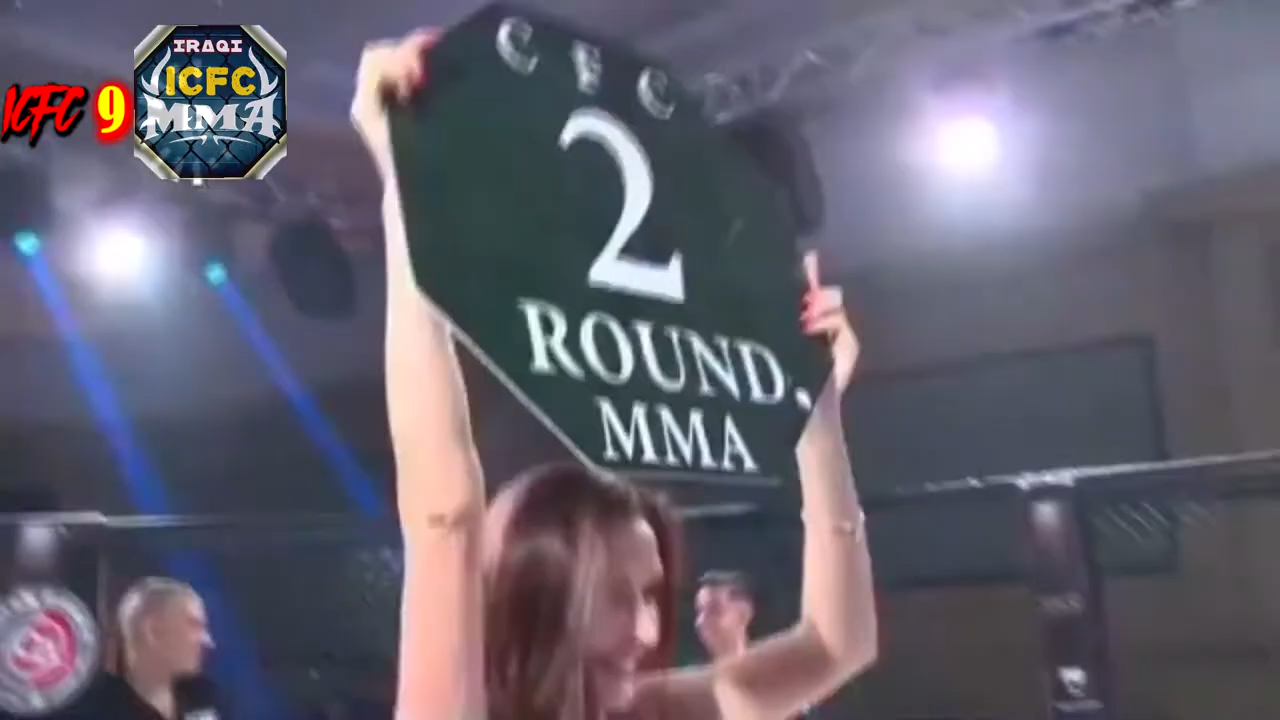 ICFC 9
IRAQI
ICFC
MMA
C F C
2
ROUND.
MMA